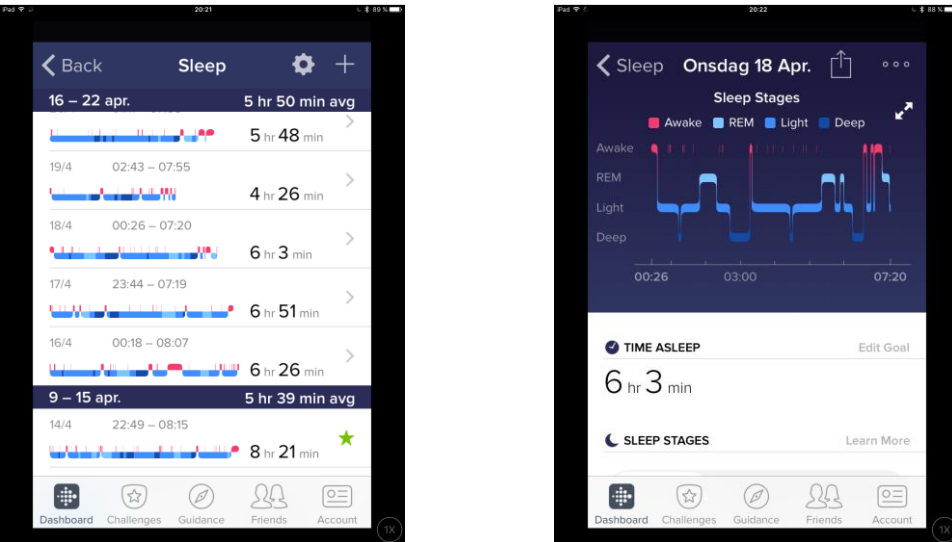 iPad 20:21 89 %
Back Sleep
16 – 22 apr. 5 hr 50 min avg
5 hr 48 min
19/4 02:43 – 07:55
4 hr 26 min
18/4 00:26 – 07:20
6 hr 3 min
17/4 23:44 – 07:19
6 hr 51 min
16/4 00:18 – 08:07
6 hr 26 min
9 – 15 apr. 5 hr 39 min avg
14/4 22:49 – 08:15
8 hr 21 min
Dashboard Challenges Guidance Friends Account
1X
iPad 20:22 88 %
Sleep Onsdag 18 Apr.
Sleep Stages
Awake REM Light Deep
Awake
REM
Light
Deep
00:26 03:00 07:20
TIME ASLEEP Edit Goal
6 hr 3 min
SLEEP STAGES Learn More
Dashboard Challenges Guidance Friends Account
1X